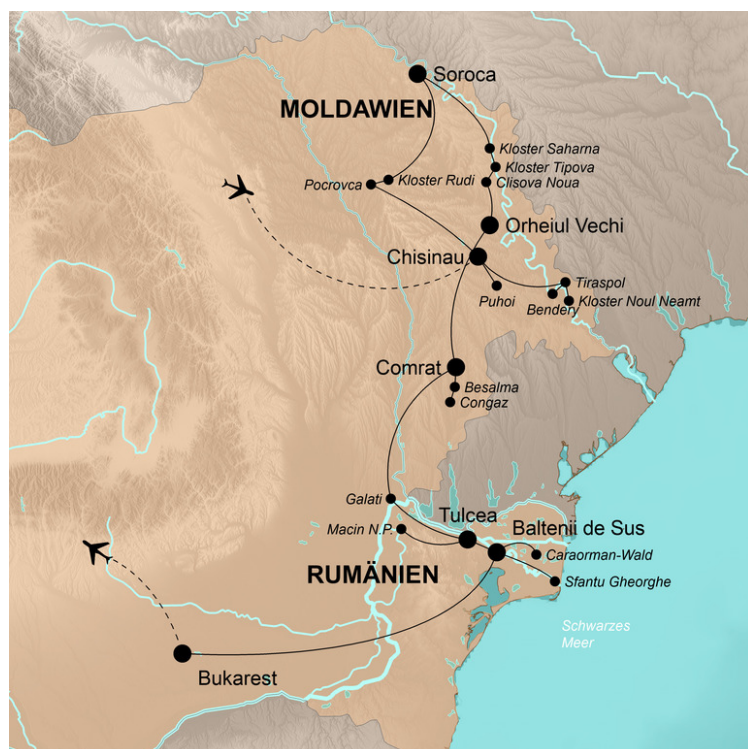 Soroca
MOLDAWIEN
Kloster Saharna
Kloster Tipova
Pocrovca
Kloster Rudi
Clisova Noua
Orheiul Vechi
Chisinau
Tiraspol
Puhoi
Bendery
Kloster Noul Neamt
Comrat
Besalma
Congaz
Galati
Tulcea
Macin N.P.
Baltenii de Sus
Caraorman-Wald
RUMÄNIEN
Sfantu Gheorghe
Schwarzes
Meer
Bukarest